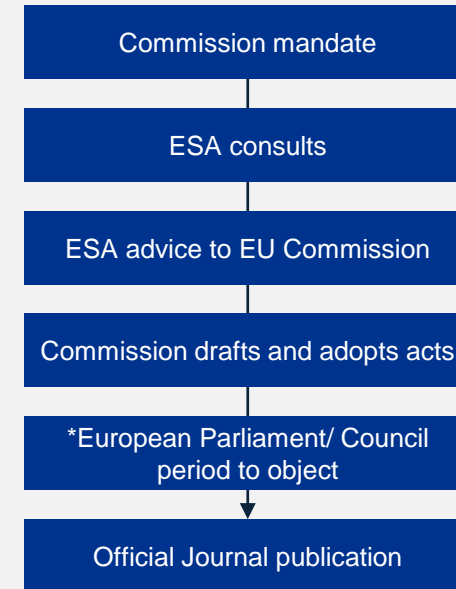 Commission mandate
ESA consults
ESA advice to EU Commission
Commission drafts and adopts acts
*European Parliament/ Council
period to object
Official Journal publication